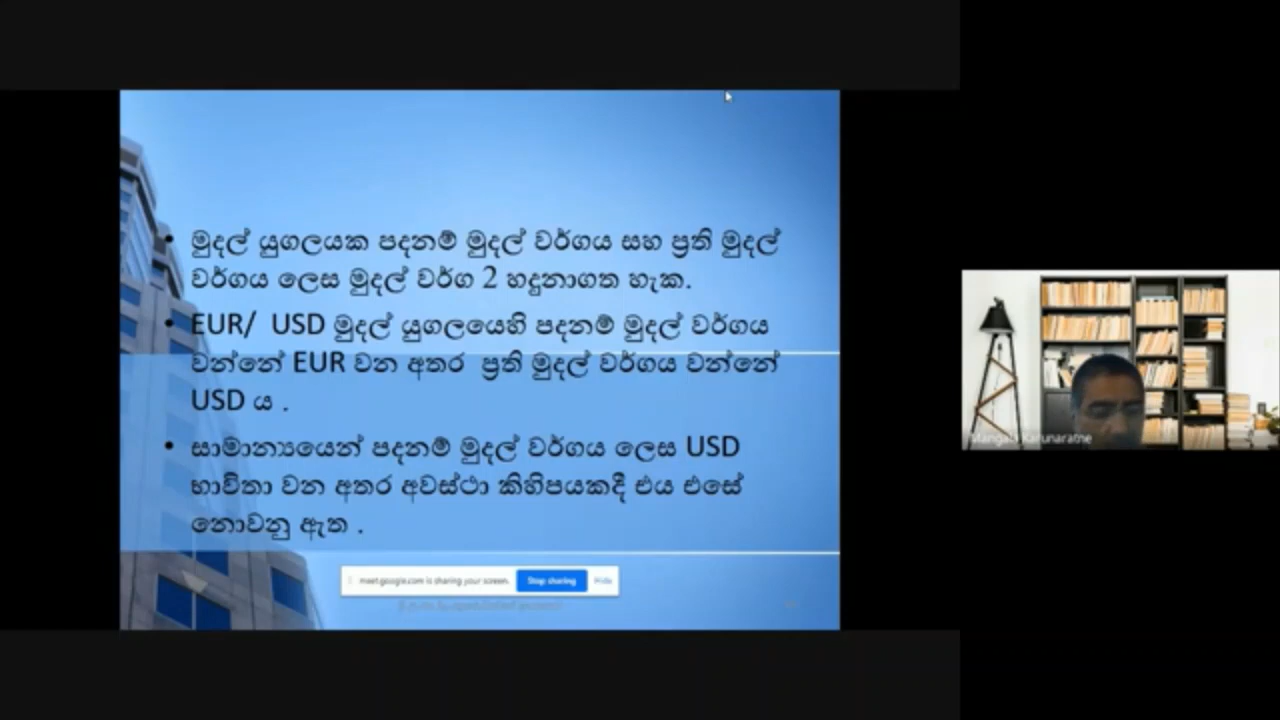 • මුදල් යුගලයක පදනම් මුදල් වර්ගය සහ ප්‍රති මුදල්
වර්ගය ලෙස මුදල් වර්ග 2 හදුනාගත හැක.
• EUR/ USD මුදල් යුගලයෙහි පදනම් මුදල් වර්ගය
වන්නේ EUR වන අතර ප්‍රති මුදල් වර්ගය වන්නේ
USD ය .
• සාමාන්‍යයෙන් පදනම් මුදල් වර්ගය ලෙස USD
භාවිතා වන අතර අවස්ථා කිහිපයකදී එය එසේ
නොවනු ඇත .
meet.google.com is sharing your screen. Stop sharing Hide
Mangala Karunaratne